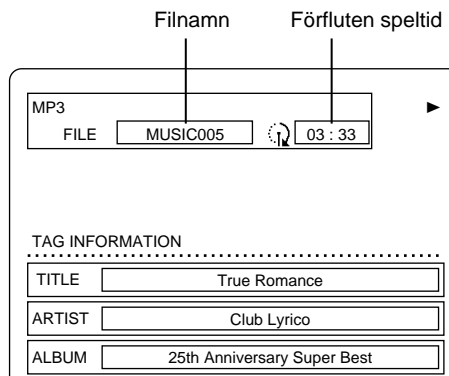 Filnamn Förfluten speltid
MP3
FILE MUSIC005 03 : 33
TAG INFORMATION
TITLE True Romance
ARTIST Club Lyrico
ALBUM 25th Anniversary Super Best